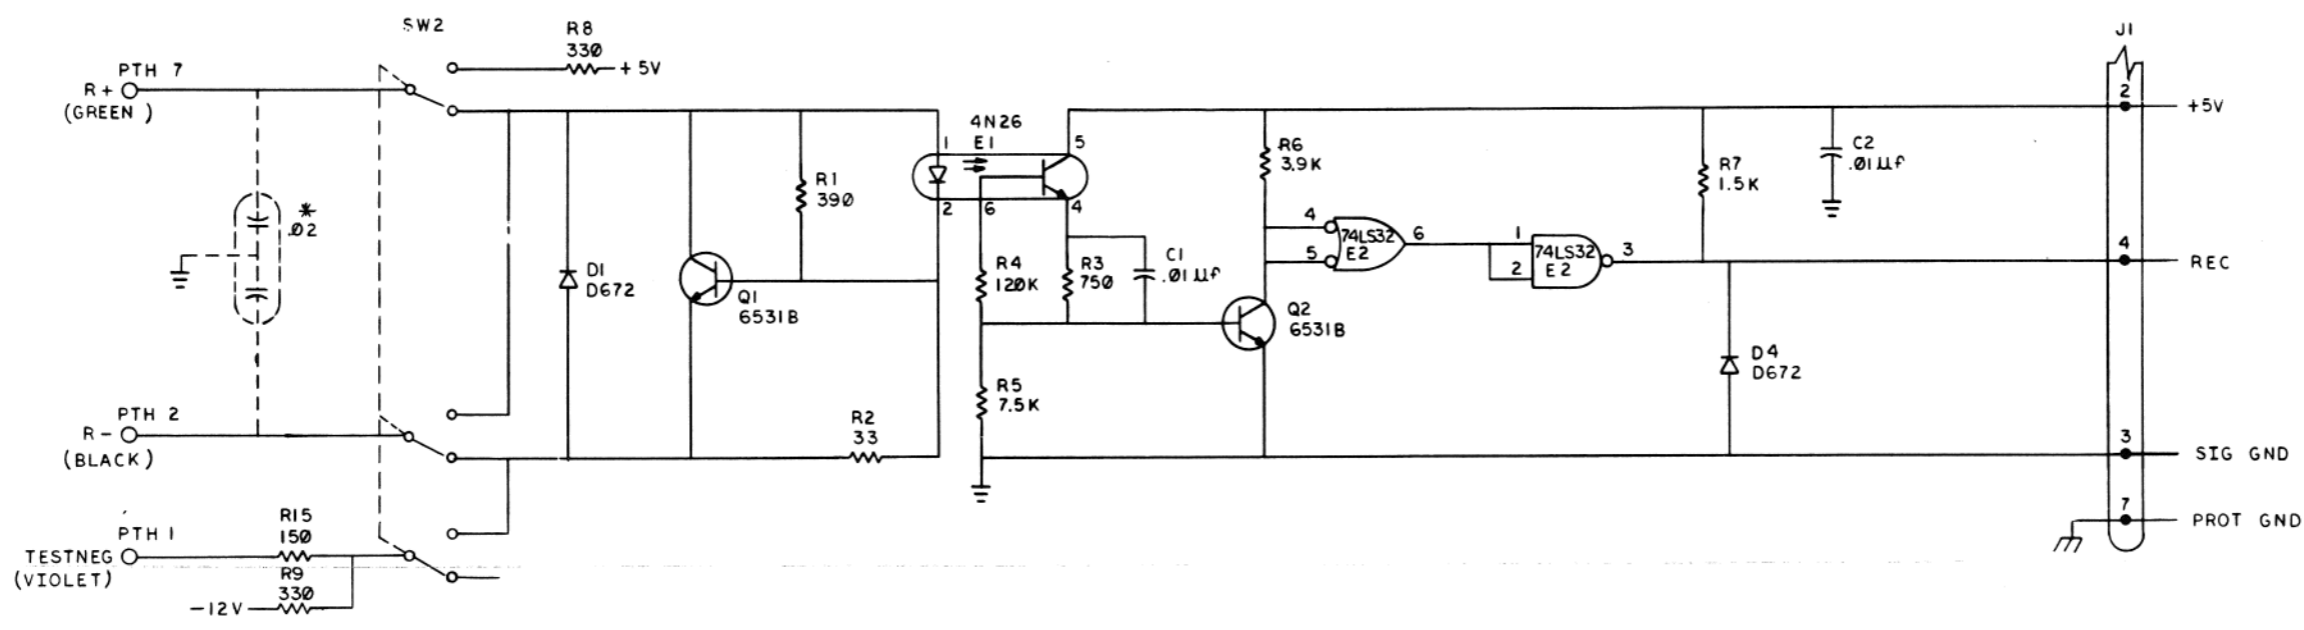 SW2
R8
330
+5V
J1
PTH 7
R+
(GREEN)
2
+5V
4N26
E1
1
5
R6
3.9K
C2
.01µf
R7
1.5K
R1
390
2
6
4
*
.02
4
5
74LS32
E2
6
1
2
74LS32
E2
3
4
REC
C1
.01µf
R4
120K
R3
750
D1
D672
Q1
6531B
Q2
6531B
D4
D672
R5
7.5K
PTH 2
R-
(BLACK)
R2
33
3
SIG GND
7
PROT GND
R15
150
PTH 1
TESTNEG
(VIOLET)
R9
330
-12V